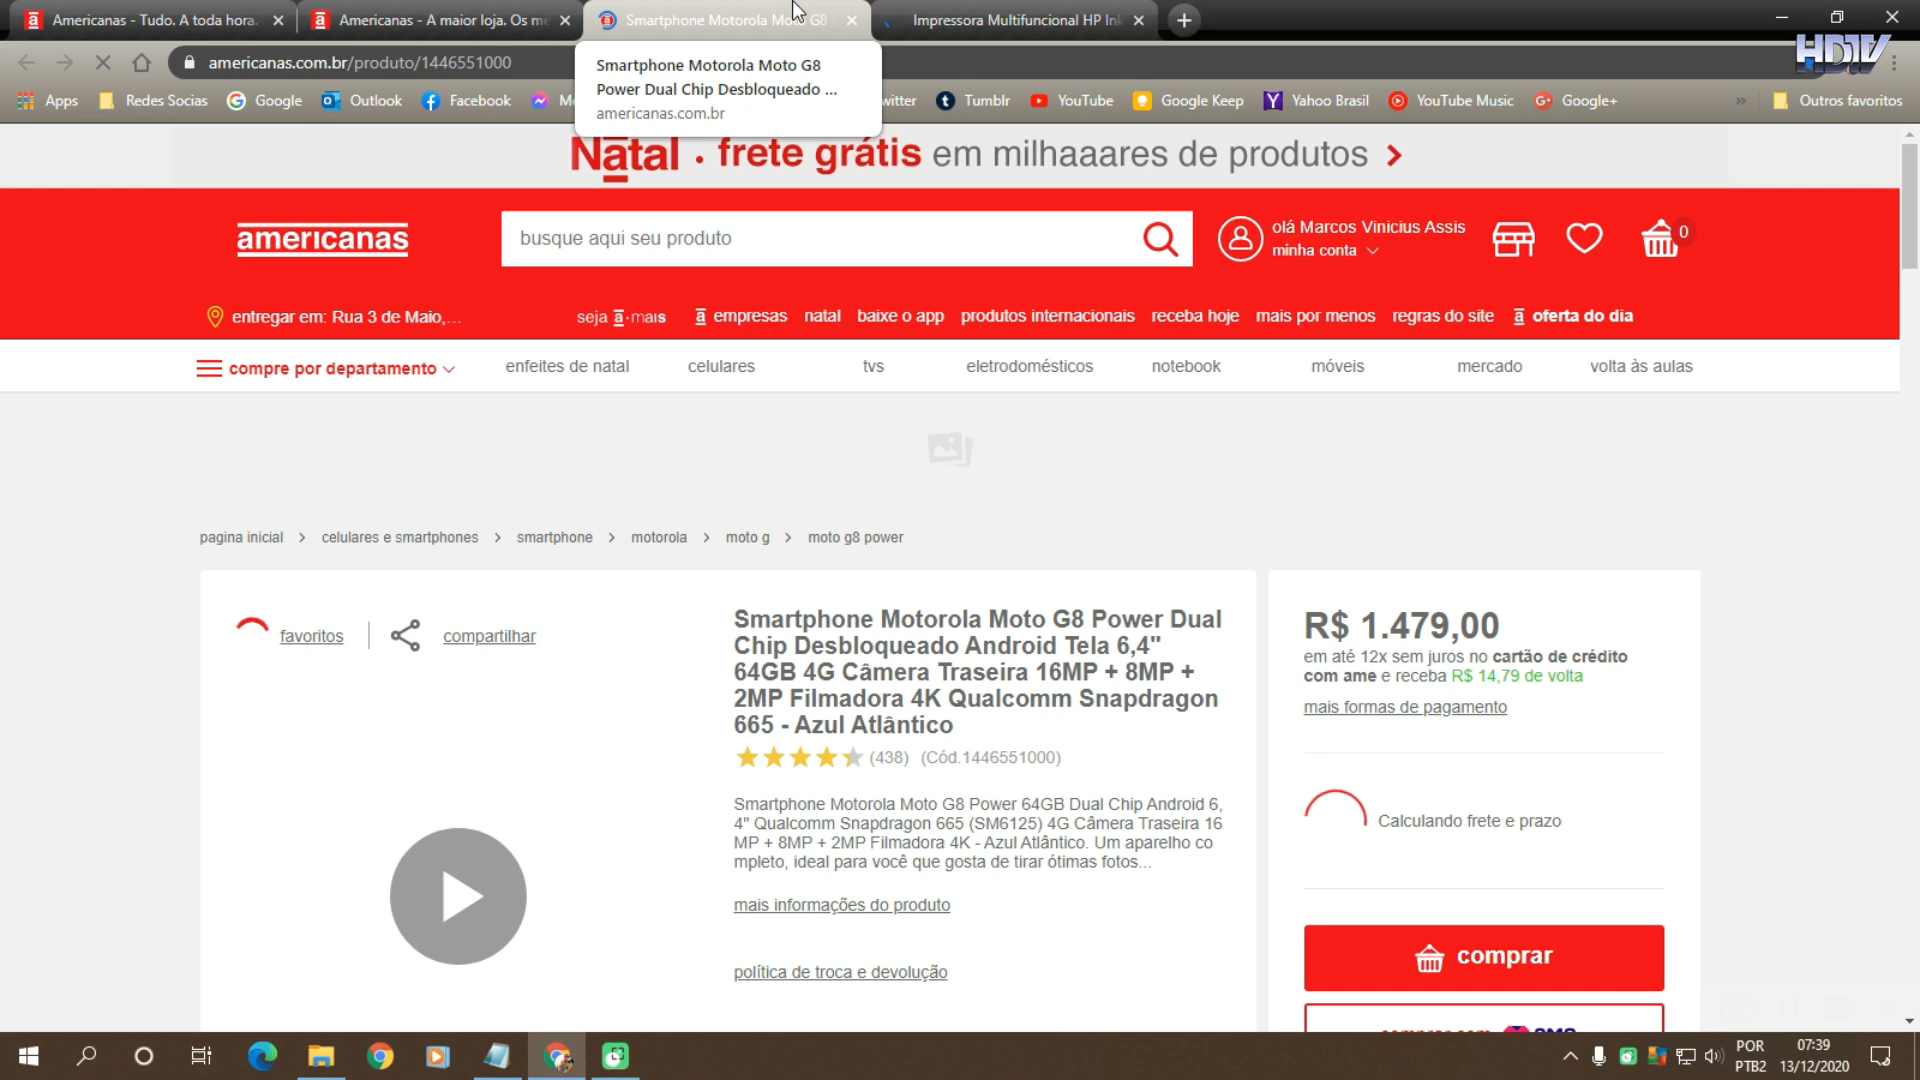 Americanas - Tudo. A toda hora.
Americanas - A maior loja. Os me
Smartphone Motorola Moto G8
Impressora Multifuncional HP Ink
HDTV
americanas.com.br/produto/1446551000
Smartphone Motorola Moto G8
Power Dual Chip Desbloqueado ...
americanas.com.br
Apps
Redes Socias
Google
Outlook
Facebook
witter
Tumblr
YouTube
Google Keep
Yahoo Brasil
YouTube Music
Google+
Outros favoritos
Natal · frete grátis em milhaaares de produtos
americanas
busque aqui seu produto
olá Marcos Vinicius Assis
minha conta
0
entregar em: Rua 3 de Maio,...
seja a·mais
a empresas
natal
baixe o app
produtos internacionais
receba hoje
mais por menos
regras do site
a oferta do dia
compre por departamento
enfeites de natal
celulares
tvs
eletrodomésticos
notebook
móveis
mercado
volta às aulas
pagina inicial > celulares e smartphones > smartphone > motorola > moto g > moto g8 power
favoritos
compartilhar
Smartphone Motorola Moto G8 Power Dual
Chip Desbloqueado Android Tela 6,4"
64GB 4G Câmera Traseira 16MP + 8MP +
2MP Filmadora 4K Qualcomm Snapdragon
665 - Azul Atlântico
(438) (Cód.1446551000)
Smartphone Motorola Moto G8 Power 64GB Dual Chip Android 6,
4" Qualcomm Snapdragon 665 (SM6125) 4G Câmera Traseira 16
MP + 8MP + 2MP Filmadora 4K - Azul Atlântico. Um aparelho co
mpleto, ideal para você que gosta de tirar ótimas fotos...
mais informações do produto
política de troca e devolução
R$ 1.479,00
em até 12x sem juros no cartão de crédito
com ame e receba R$ 14,79 de volta
mais formas de pagamento
Calculando frete e prazo
comprar
POR
PTB2
07:39
13/12/2020